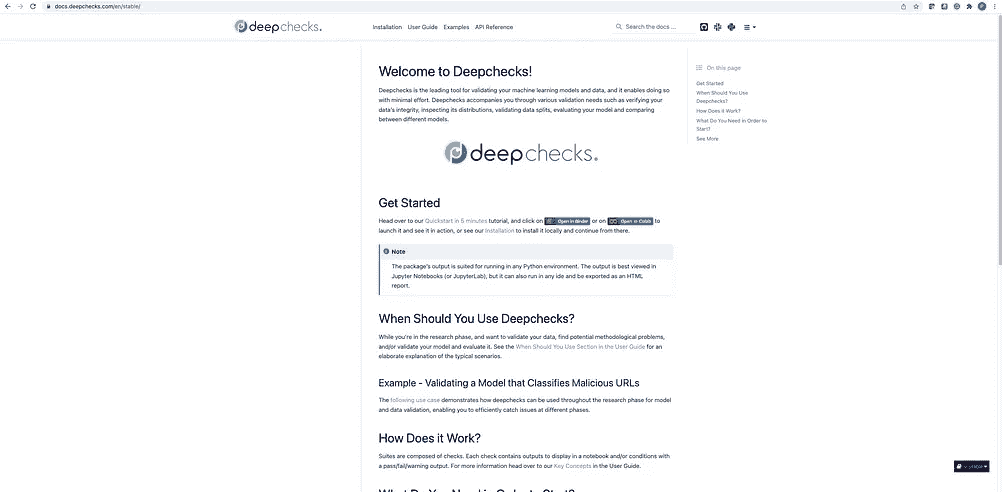 docs.deepchecks.com/en/stable/
deepchecks.
Installation User Guide Examples API Reference
Search the docs ...
Welcome to Deepchecks!
Deepchecks is the leading tool for validating your machine learning models and data, and it enables doing so
with minimal effort. Deepchecks accompanies you through various validation needs such as verifying your
data's integrity, inspecting its distributions, validating data splits, evaluating your model and comparing
between different models.
deepchecks.
Get Started
Head over to our Quickstart in 5 minutes tutorial, and click on Open in Binder or on Open in Colab to
launch it and see it in action, or see our Installation to install it locally and continue from there.
Note
The package's output is suited for running in any Python environment. The output is best viewed in
Jupyter Notebooks (or JupyterLab), but it can also run in any ide and be exported as an HTML
report.
When Should You Use Deepchecks?
While you're in the research phase, and want to validate your data, find potential methodological problems,
and/or validate your model and evaluate it. See the When Should You Use Section in the User Guide for an
elaborate explanation of the typical scenarios.
Example - Validating a Model that Classifies Malicious URLs
The following use case demonstrates how deepchecks can be used throughout the research phase for model
and data validation, enabling you to efficiently catch issues at different phases.
How Does it Work?
Suites are composed of checks. Each check contains outputs to display in a notebook and/or conditions with
a pass/fail/warning output. For more information head over to our Key Concepts in the User Guide.
What Do You Need in Order to Start?
On this page
Get Started
When Should You Use
Deepchecks?
How Does it Work?
What Do You Need in Order to
Start?
See More